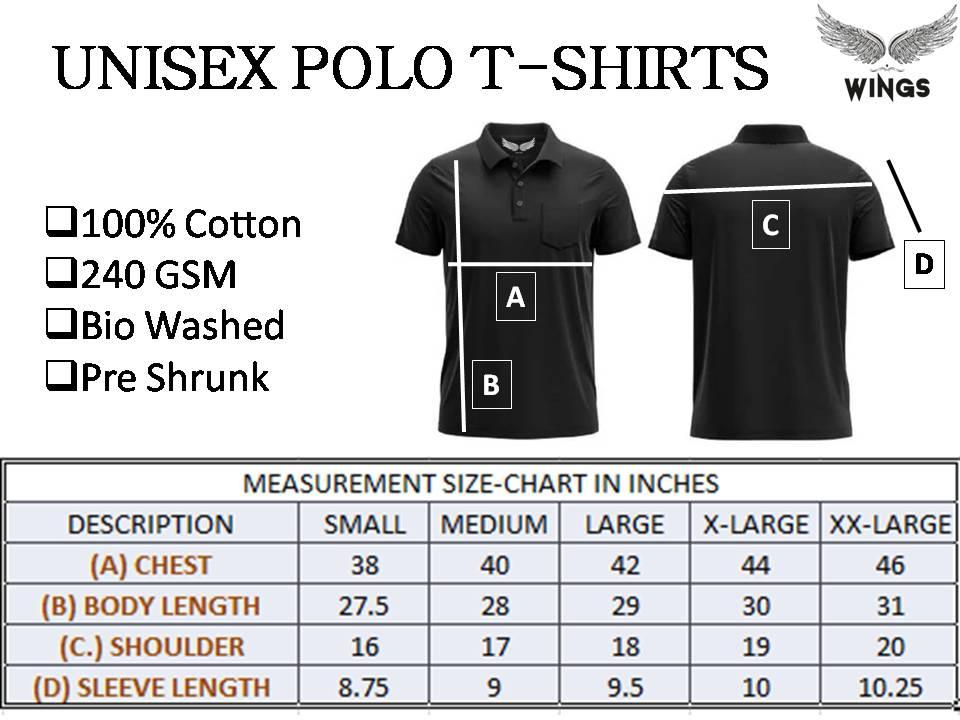 UNISEX POLO T-SHIRTS
WINGS
100% Cotton
240 GSM
Bio Washed
Pre Shrunk
A
B
C
D
MEASUREMENT SIZE-CHART IN INCHES
DESCRIPTION SMALL MEDIUM LARGE X-LARGE XX-LARGE
(A) CHEST 38 40 42 44 46
(B) BODY LENGTH 27.5 28 29 30 31
(C.) SHOULDER 16 17 18 19 20
(D) SLEEVE LENGTH 8.75 9 9.5 10 10.25